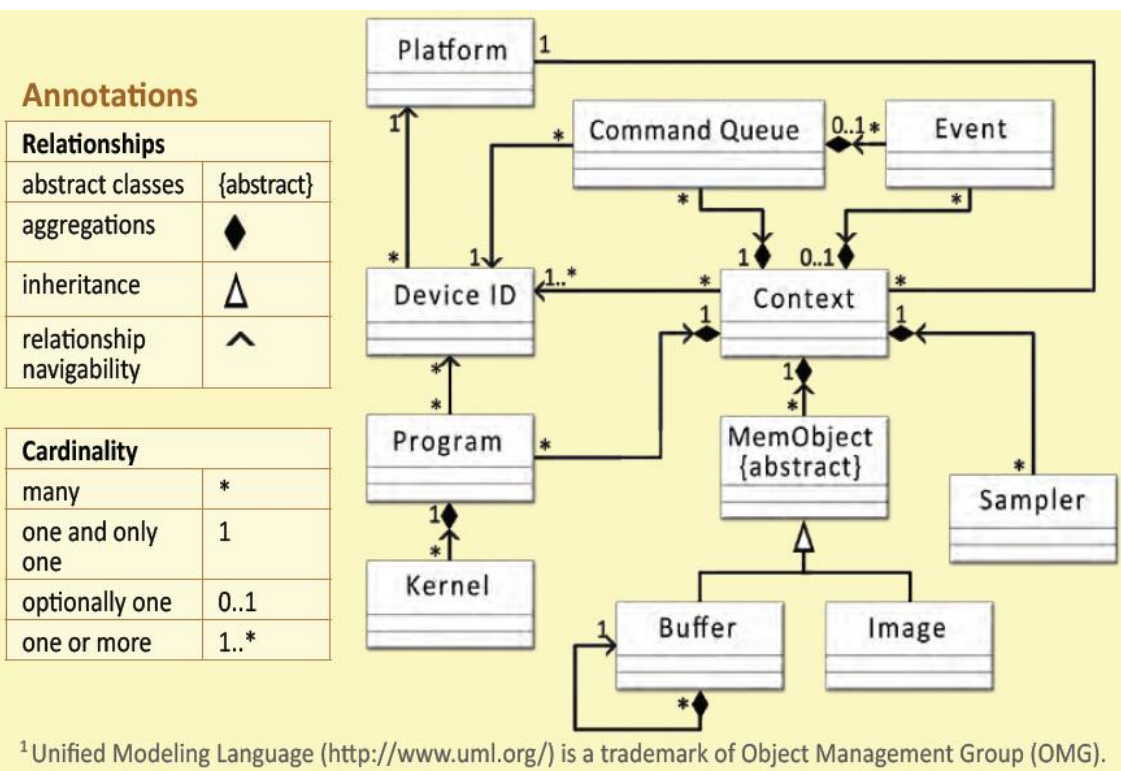 Annotations
Relationships
abstract classes {abstract}
aggregations
inheritance
relationship
navigability
Cardinality
many *
one and only 1
one
optionally one 0..1
one or more 1..*
Platform 1
1
Command Queue
*
0..1 *
Event
* *
* 1 1 0..1
Device ID
1..* *
Context
*
1 1
* 1
* *
Program
*
MemObject
{abstract}
*
Sampler
1
*
Kernel
1
Buffer
Image
*
1 Unified Modeling Language (http://www.uml.org/) is a trademark of Object Management Group (OMG).